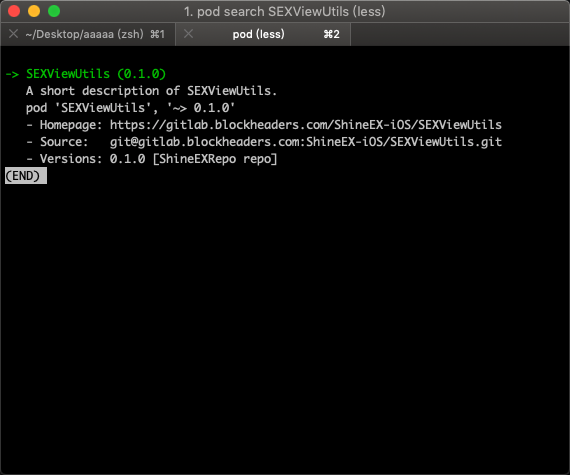 1. pod search SEXViewUtils (less)
~/Desktop/aaaaa (zsh) ⌘1 pod (less) ⌘2
-> SEXViewUtils (0.1.0)
A short description of SEXViewUtils.
pod 'SEXViewUtils', '~> 0.1.0'
- Homepage: https://gitlab.blockheaders.com/ShineEX-iOS/SEXViewUtils
- Source:   git@gitlab.blockheaders.com:ShineEX-iOS/SEXViewUtils.git
- Versions: 0.1.0 [ShineEXRepo repo]
(END)